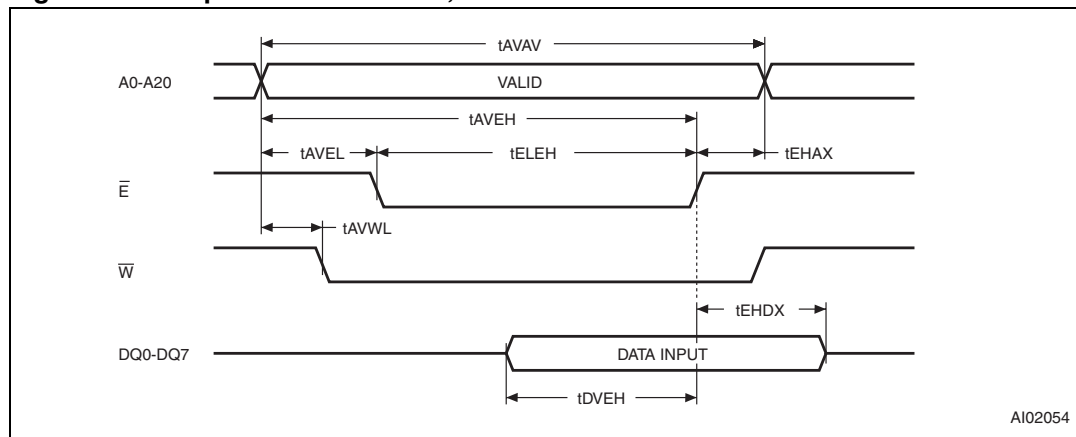 tAVAV
A0-A20
VALID
tAVEH
tAVEL
tELEH
tEHAX
E
tAVWL
W
tEHDX
DQ0-DQ7
DATA INPUT
tDVEH
AI02054